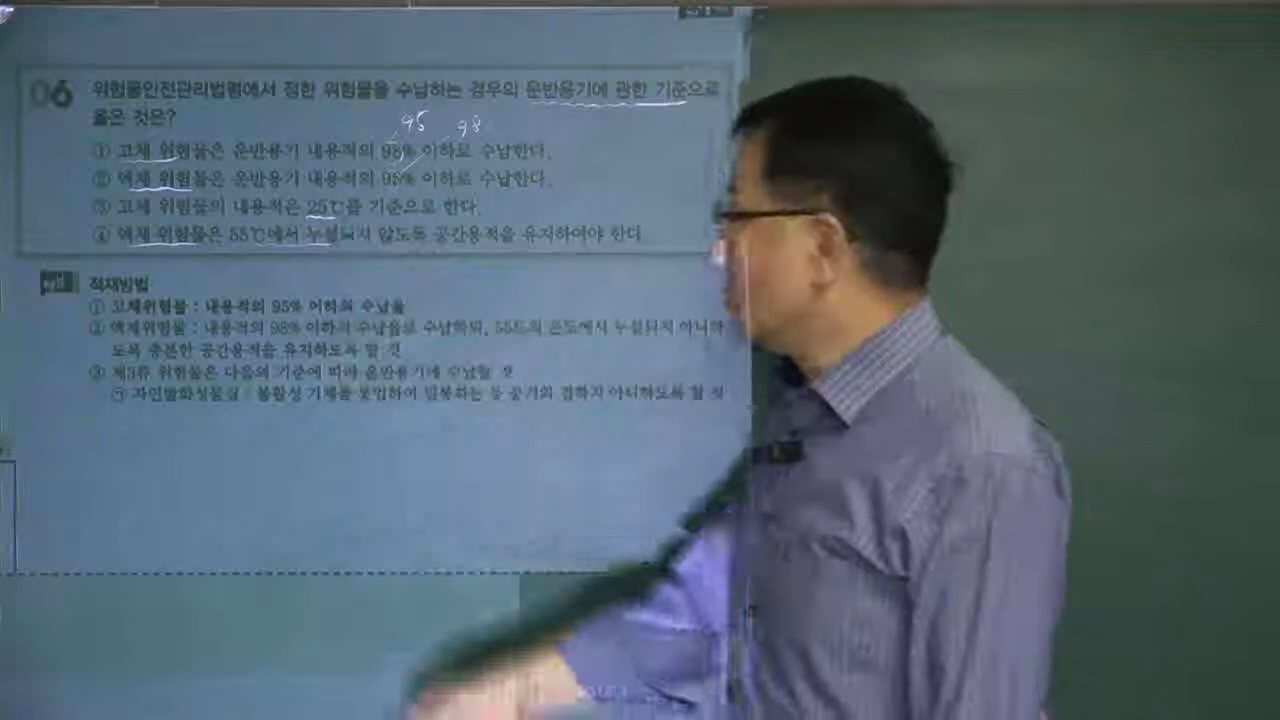 06 위험물안전관리법령에서 정한 위험물을 수납하는 경우의 운반용기에 관한 기준으로
옳은 것은?
95 98
① 고체 위험물은 운반용기 내용적의 98% 이하로 수납한다.
② 액체 위험물은 운반용기 내용적의 95% 이하로 수납한다.
③ 고체 위험물의 내용적은 25℃를 기준으로 한다.
④ 액체 위험물은 55℃에서 누설되지 않도록 공간용적을 유지하여야 한다.
해설 적재방법
① 고체위험물 : 내용적의 95% 이하의 수납율
② 액체위험물 : 내용적의 98% 이하의 수납율로 수납하되, 55도의 온도에서 누설되지 아니하
도록 충분한 공간용적을 유지하도록 할 것
③ 제3류 위험물은 다음의 기준에 따라 운반용기에 수납할 것
㉠ 자연발화성물질 : 불활성 기체를 봉입하여 밀봉하는 등 공기와 접하지 아니하도록 할 것